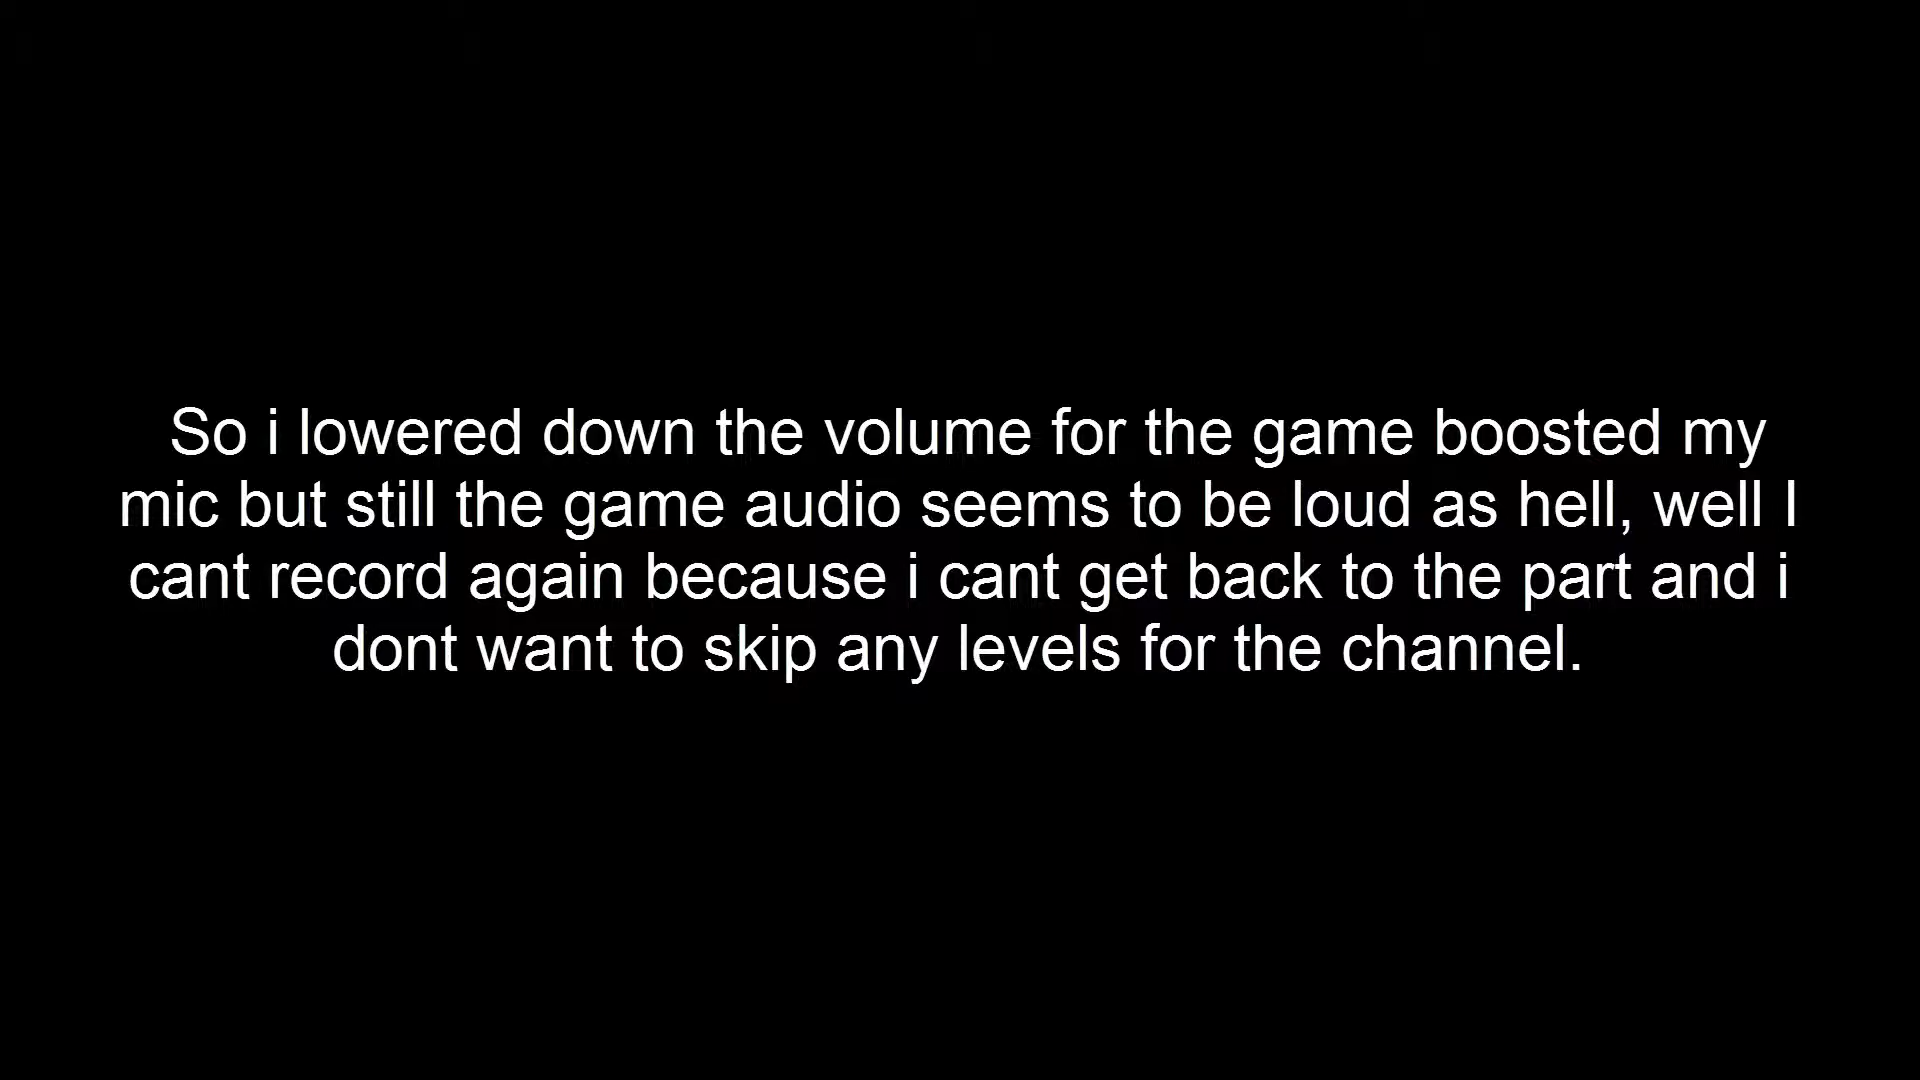 So i lowered down the volume for the game boosted my
mic but still the game audio seems to be loud as hell, well I
cant record again because i cant get back to the part and i
dont want to skip any levels for the channel.